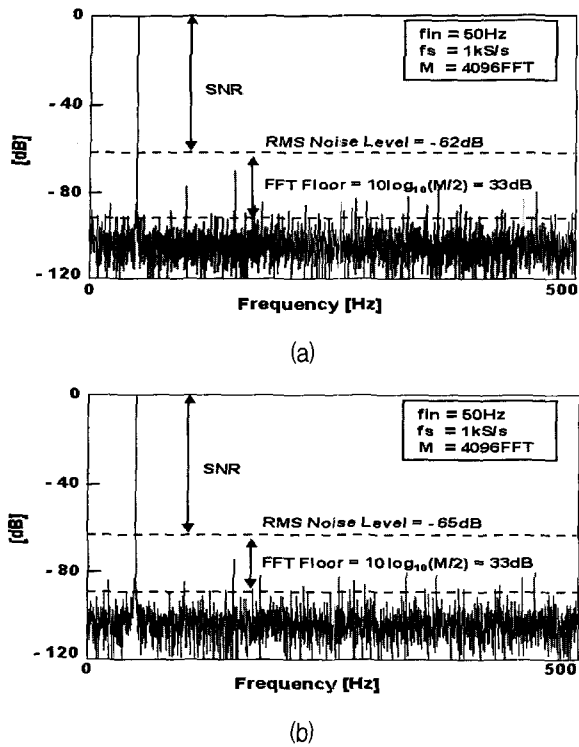 0
- 40
- 80
- 120
[dB]
SNR
fin = 50Hz
fs = 1kS/s
M = 4096FFT
RMS Noise Level = -62dB
FFT Floor = 10log₁₀(M/2) = 33dB
0
500
Frequency [Hz]
(a)
0
- 40
- 80
- 120
[dB]
SNR
fin = 50Hz
fs = 1kS/s
M = 4096FFT
RMS Noise Level = -65dB
FFT Floor = 10log₁₀(M/2) = 33dB
0
500
Frequency [Hz]
(b)